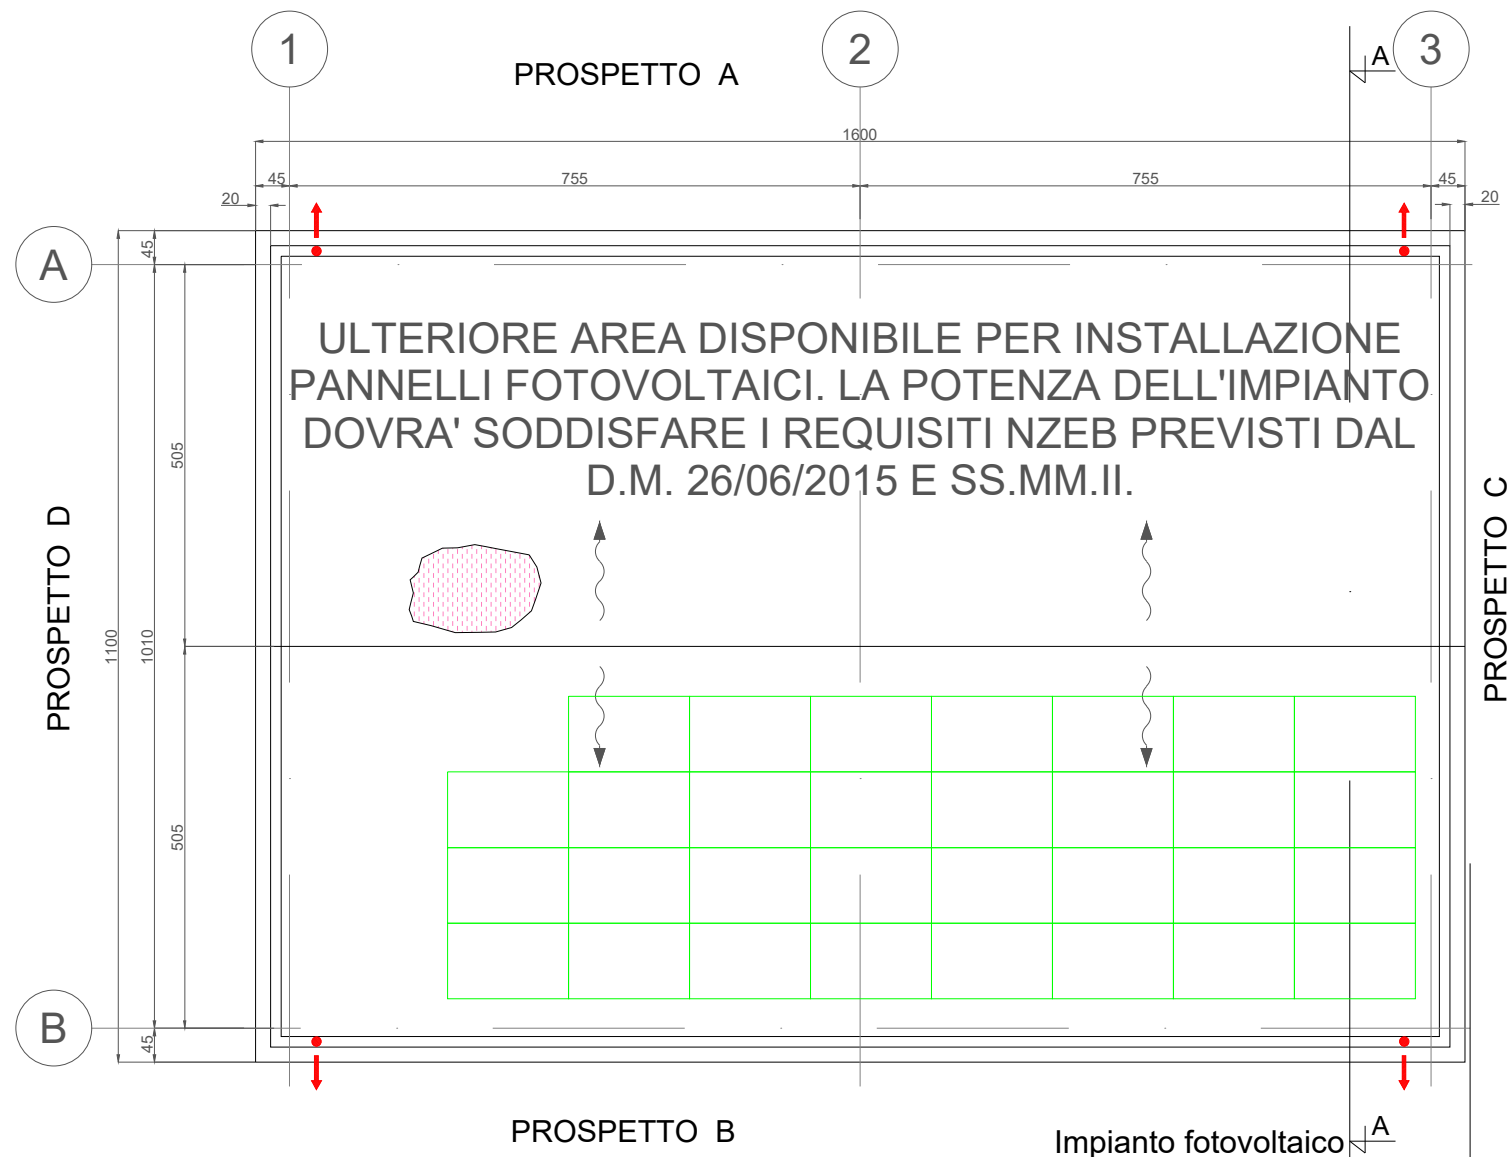 1
2
3
PROSPETTO A
A
1600
45
755
755
45
20
20
A
45
ULTERIORE AREA DISPONIBILE PER INSTALLAZIONE
PANNELLI FOTOVOLTAICI. LA POTENZA DELL'IMPIANTO
DOVRA' SODDISFARE I REQUISITI NZEB PREVISTI DAL
D.M. 26/06/2015 E SS.MM.II.
505
PROSPETTO D
1100
1010
PROSPETTO C
505
B
45
PROSPETTO B
Impianto fotovoltaico
A